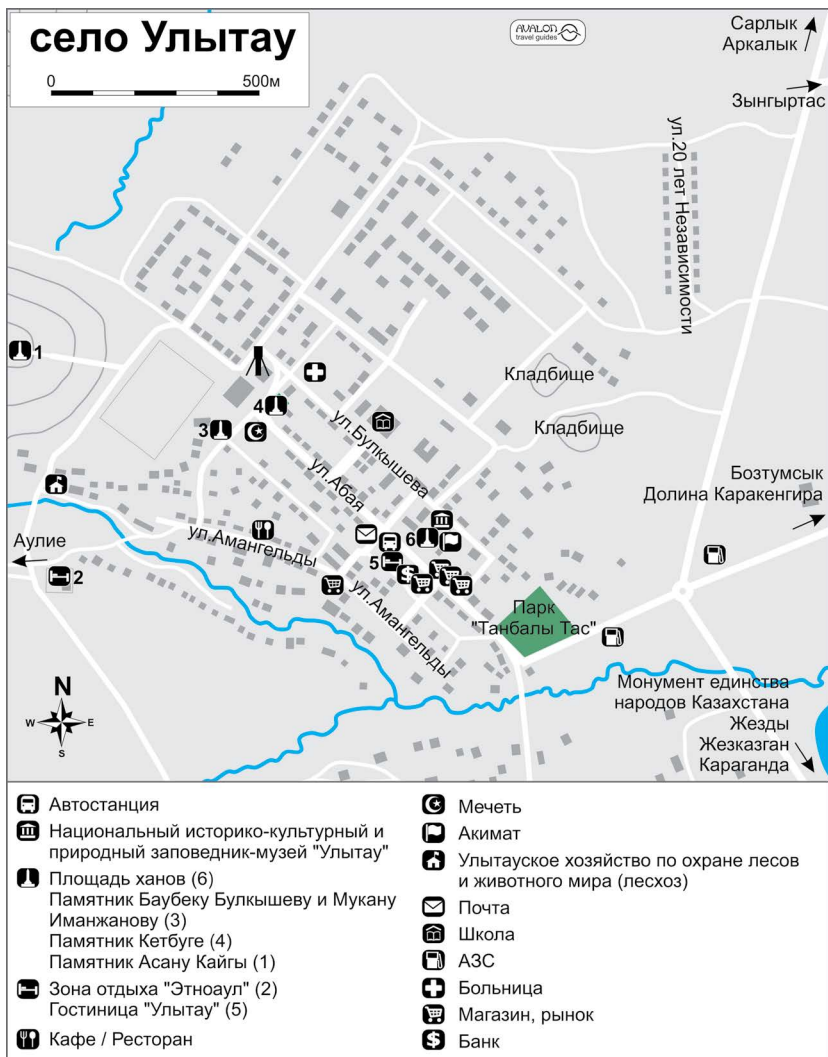 село Улытау
0 500м
AVALON
travel guides
Сарлык
Аркалык
Зынгыртас
ул.20 лет Независимости
1
Кладбище
4
3
ул.Булкышева
Кладбище
ул.Абая
Бозтумсык
Долина Каракенгира
ул.Амангельды
6
Аулие
5
2
ул.Амангельды
Парк
"Танбалы Тас"
N
W E
S
Монумент единства
народов Казахстана
Жезды
Жезказган
Караганда
Автостанция
Национальный историко-культурный и
природный заповедник-музей "Улытау"
Площадь ханов (6)
Памятник Баубеку Булкышеву и Мукану
Иманжанову (3)
Памятник Кетбуге (4)
Памятник Асану Кайгы (1)
Зона отдыха "Этноаул" (2)
Гостиница "Улытау" (5)
Кафе / Ресторан
Мечеть
Акимат
Улытауское хозяйство по охране лесов
и животного мира (лесхоз)
Почта
Школа
АЗС
Больница
Магазин, рынок
Банк